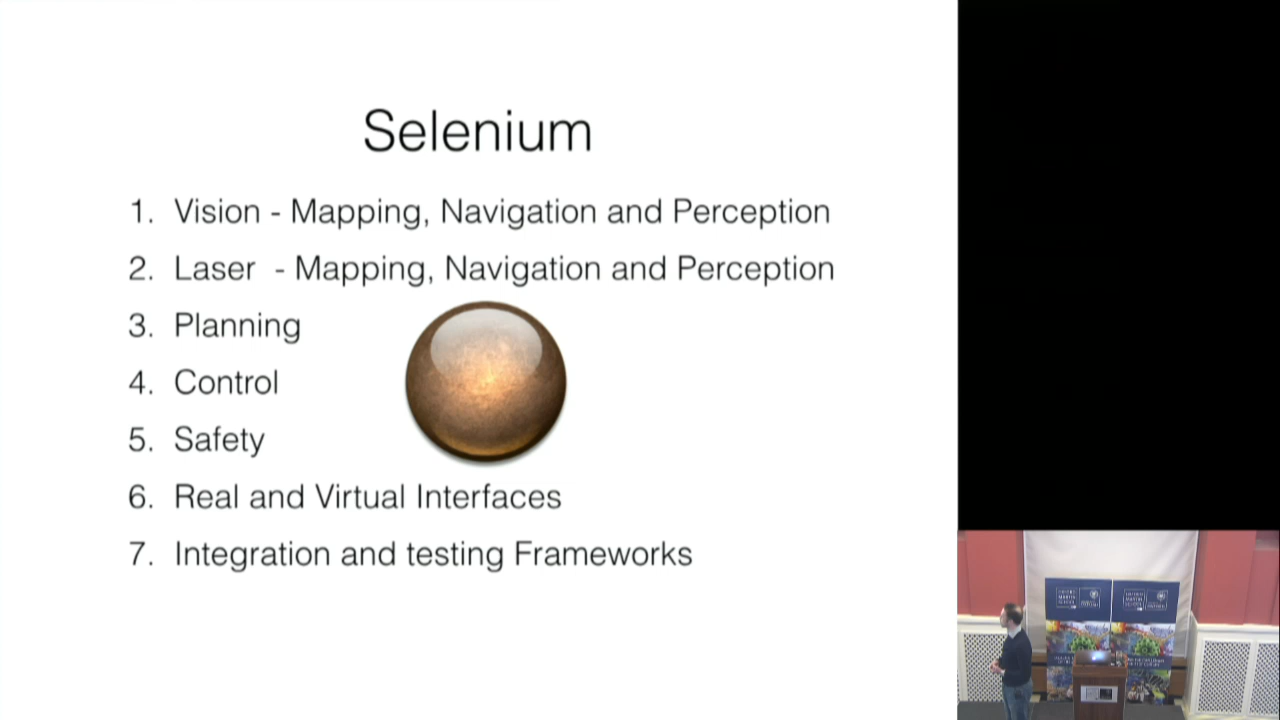 Selenium
1. Vision - Mapping, Navigation and Perception
2. Laser - Mapping, Navigation and Perception
3. Planning
4. Control
5. Safety
6. Real and Virtual Interfaces
7. Integration and testing Frameworks